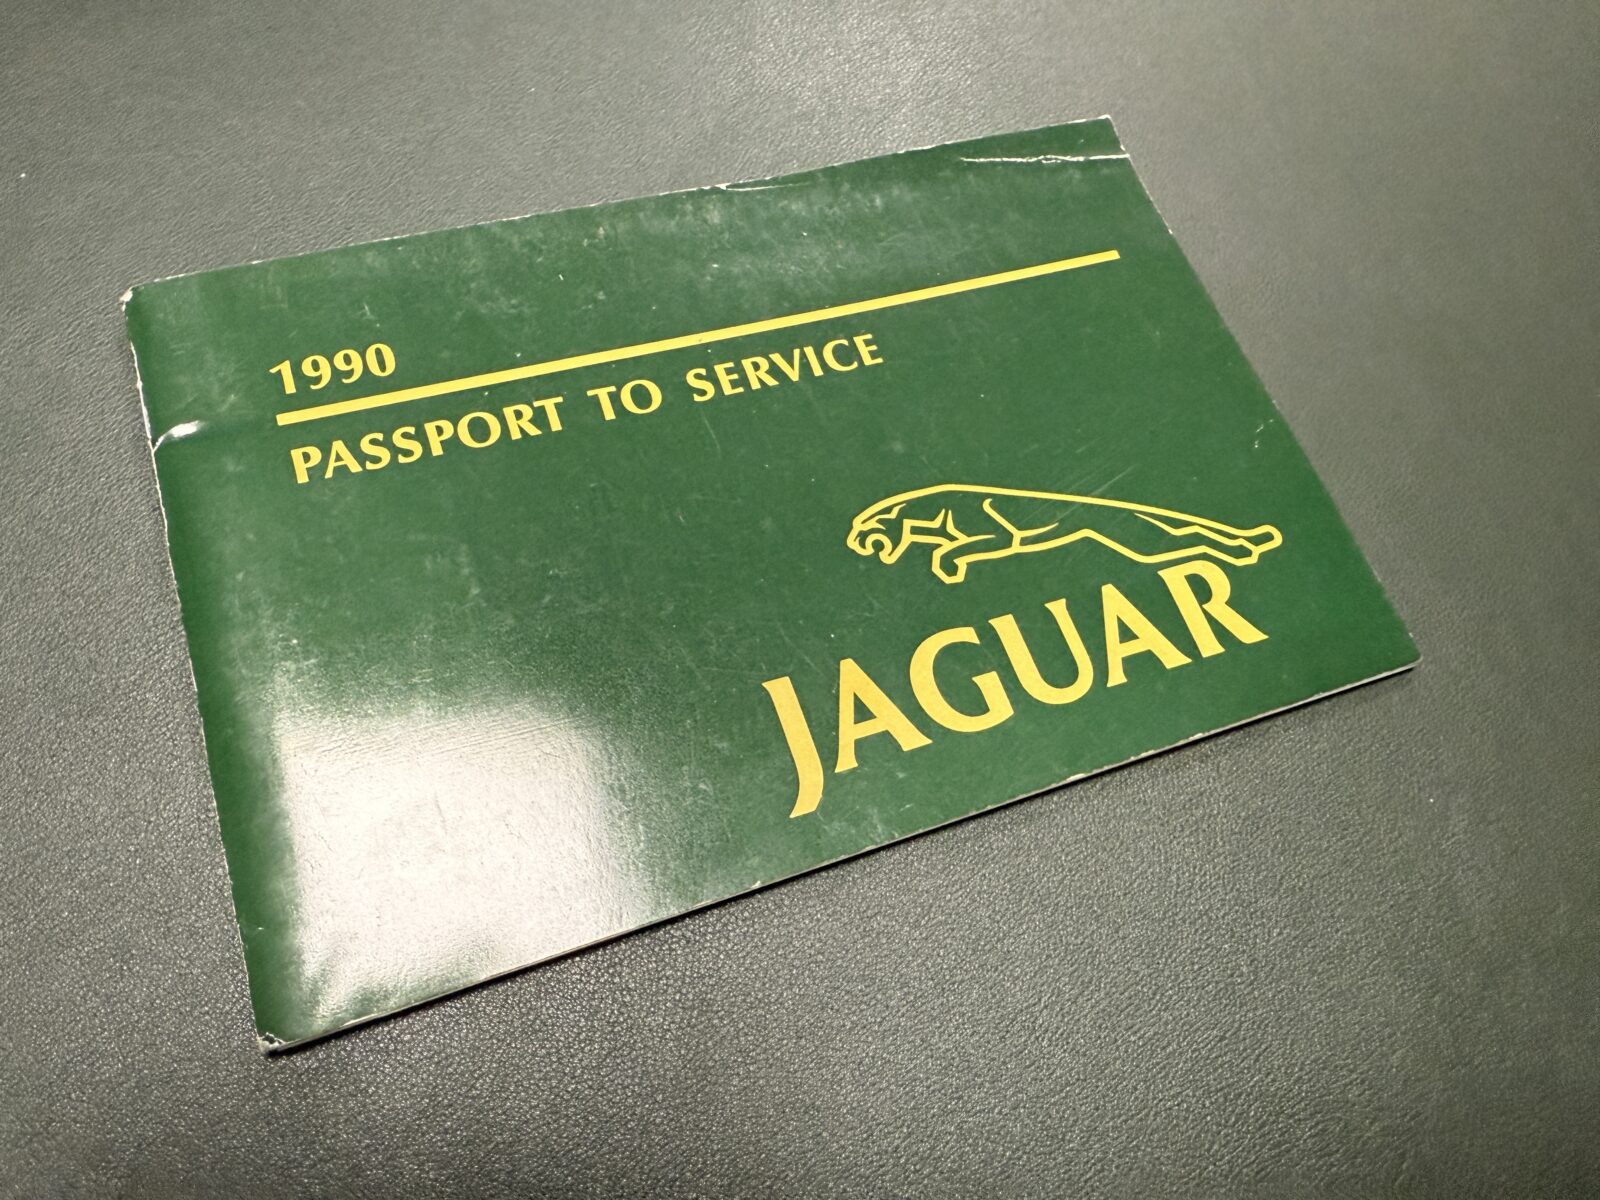 1990
PASSPORT TO SERVICE
JAGUAR